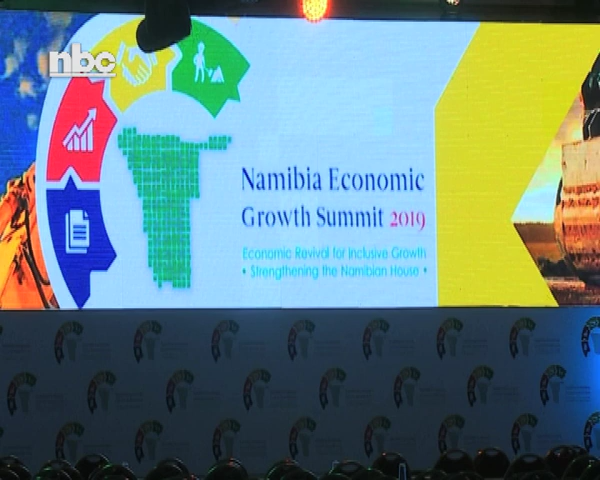 nbc
Namibia Economic
Growth Summit 2019
Economic Revival for Inclusive Growth
• Strengthening the Namibian House •